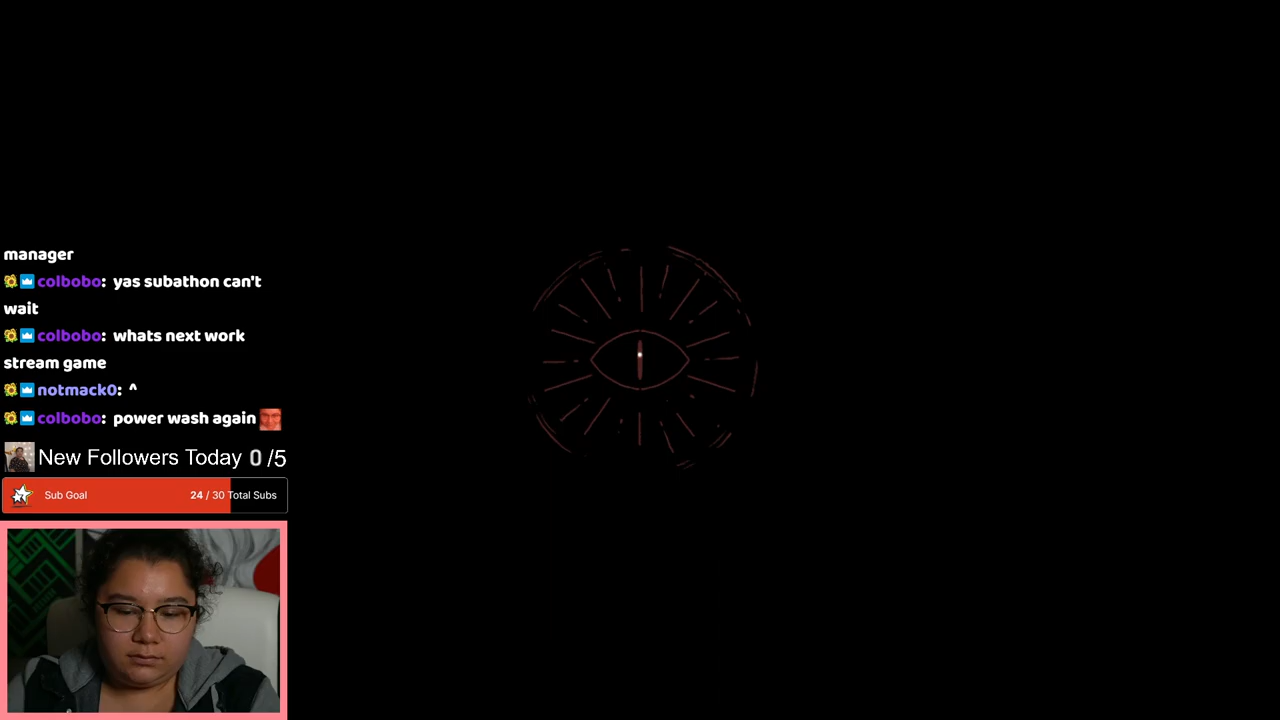 manager
colbobo: yas subathon can't
wait
colbobo: whats next work
stream game
notmack0: ^
colbobo: power wash again
New Followers Today 0 /5
Sub Goal 24 / 30 Total Subs